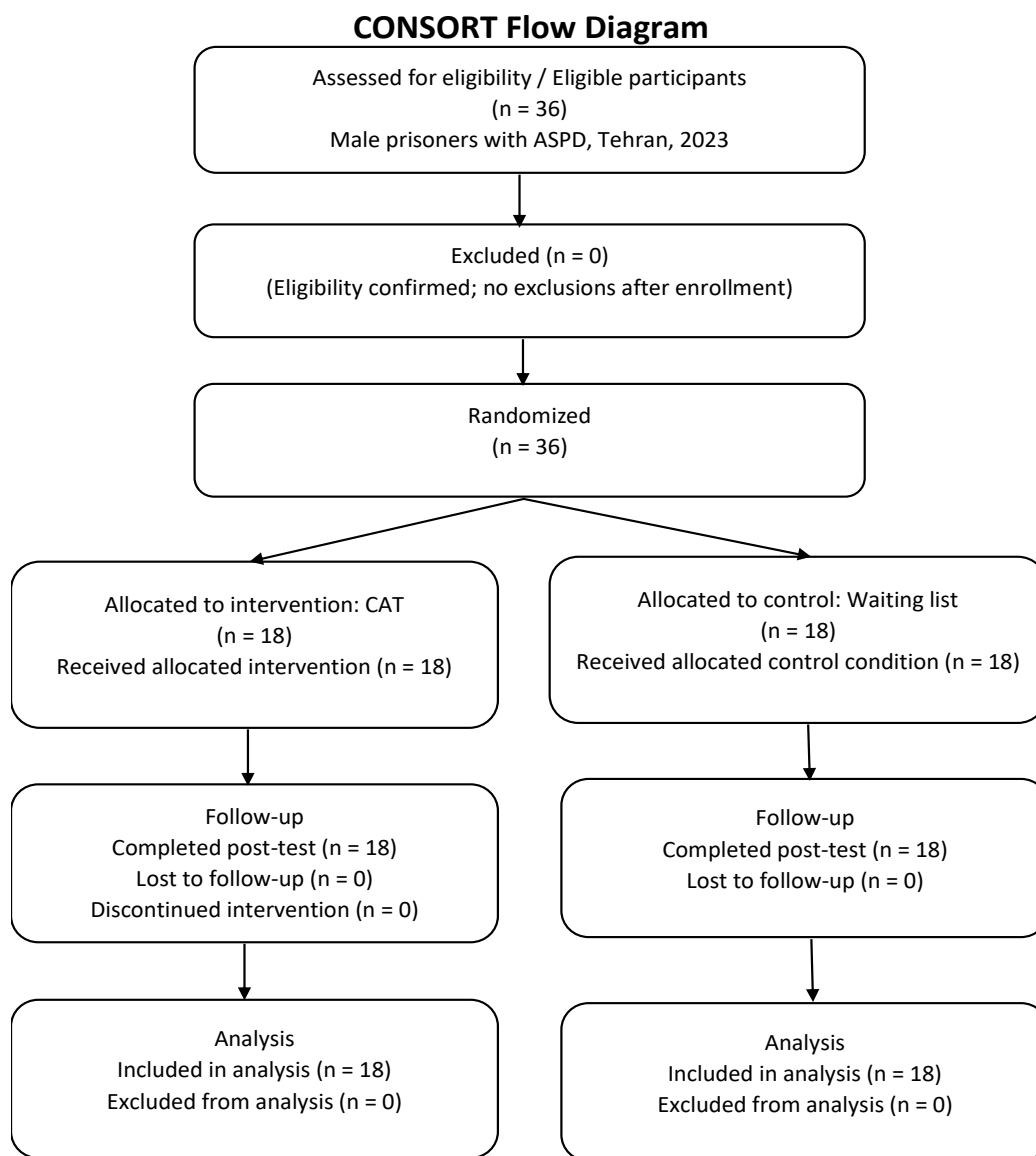 CONSORT Flow Diagram
Assessed for eligibility / Eligible participants
(n = 36)
Male prisoners with ASPD, Tehran, 2023
Excluded (n = 0)
(Eligibility confirmed; no exclusions after enrollment)
Randomized
(n = 36)
Allocated to intervention: CAT
(n = 18)
Received allocated intervention (n = 18)
Allocated to control: Waiting list
(n = 18)
Received allocated control condition (n = 18)
Follow-up
Completed post-test (n = 18)
Lost to follow-up (n = 0)
Discontinued intervention (n = 0)
Follow-up
Completed post-test (n = 18)
Lost to follow-up (n = 0)
Analysis
Included in analysis (n = 18)
Excluded from analysis (n = 0)
Analysis
Included in analysis (n = 18)
Excluded from analysis (n = 0)